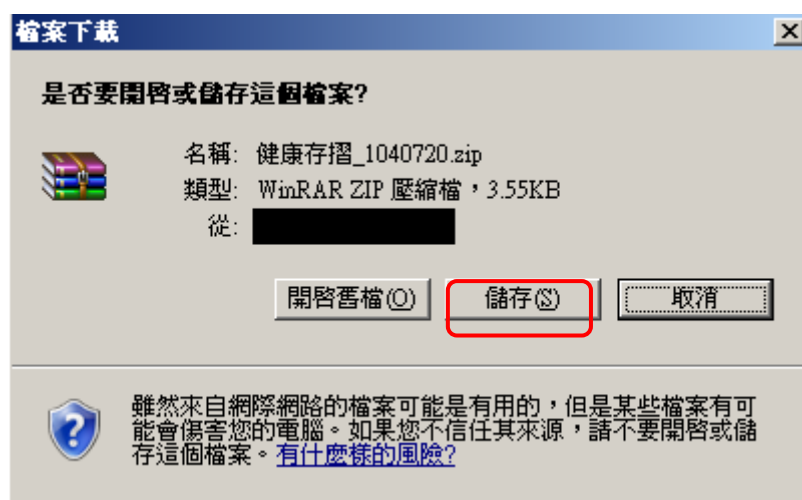 檔案下載
是否要開啓或儲存這個檔案?
名稱: 健康存摺_1040720.zip
類型: WinRAR ZIP 壓縮檔，3.55KB
從:
開啓舊檔(O) 儲存(S) 取消
雖然來自網際網路的檔案可能是有用的，但是某些檔案有可
能會傷害您的電腦。如果您不信任其來源，請不要開啓或儲
存這個檔案。有什麼樣的風險?